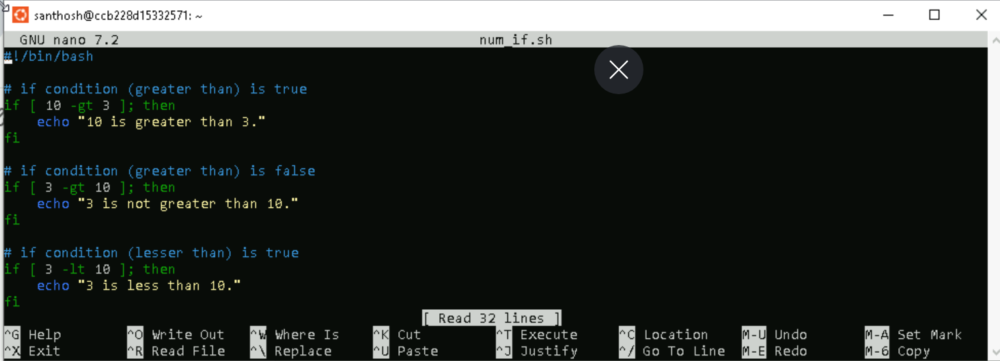 santhosh@ccb228d15332571: ~
GNU nano 7.2 num_if.sh
#!/bin/bash
# if condition (greater than) is true
if [ 10 -gt 3 ]; then
    echo "10 is greater than 3."
fi
# if condition (greater than) is false
if [ 3 -gt 10 ]; then
    echo "3 is not greater than 10."
fi
# if condition (lesser than) is true
if [ 3 -lt 10 ]; then
    echo "3 is less than 10."
fi
[ Read 32 lines ]
^G Help ^O Write Out ^W Where Is ^K Cut ^T Execute ^C Location M-U Undo M-A Set Mark
^X Exit ^R Read File ^\ Replace ^U Paste ^J Justify ^/ Go To Line M-E Redo M-6 Copy